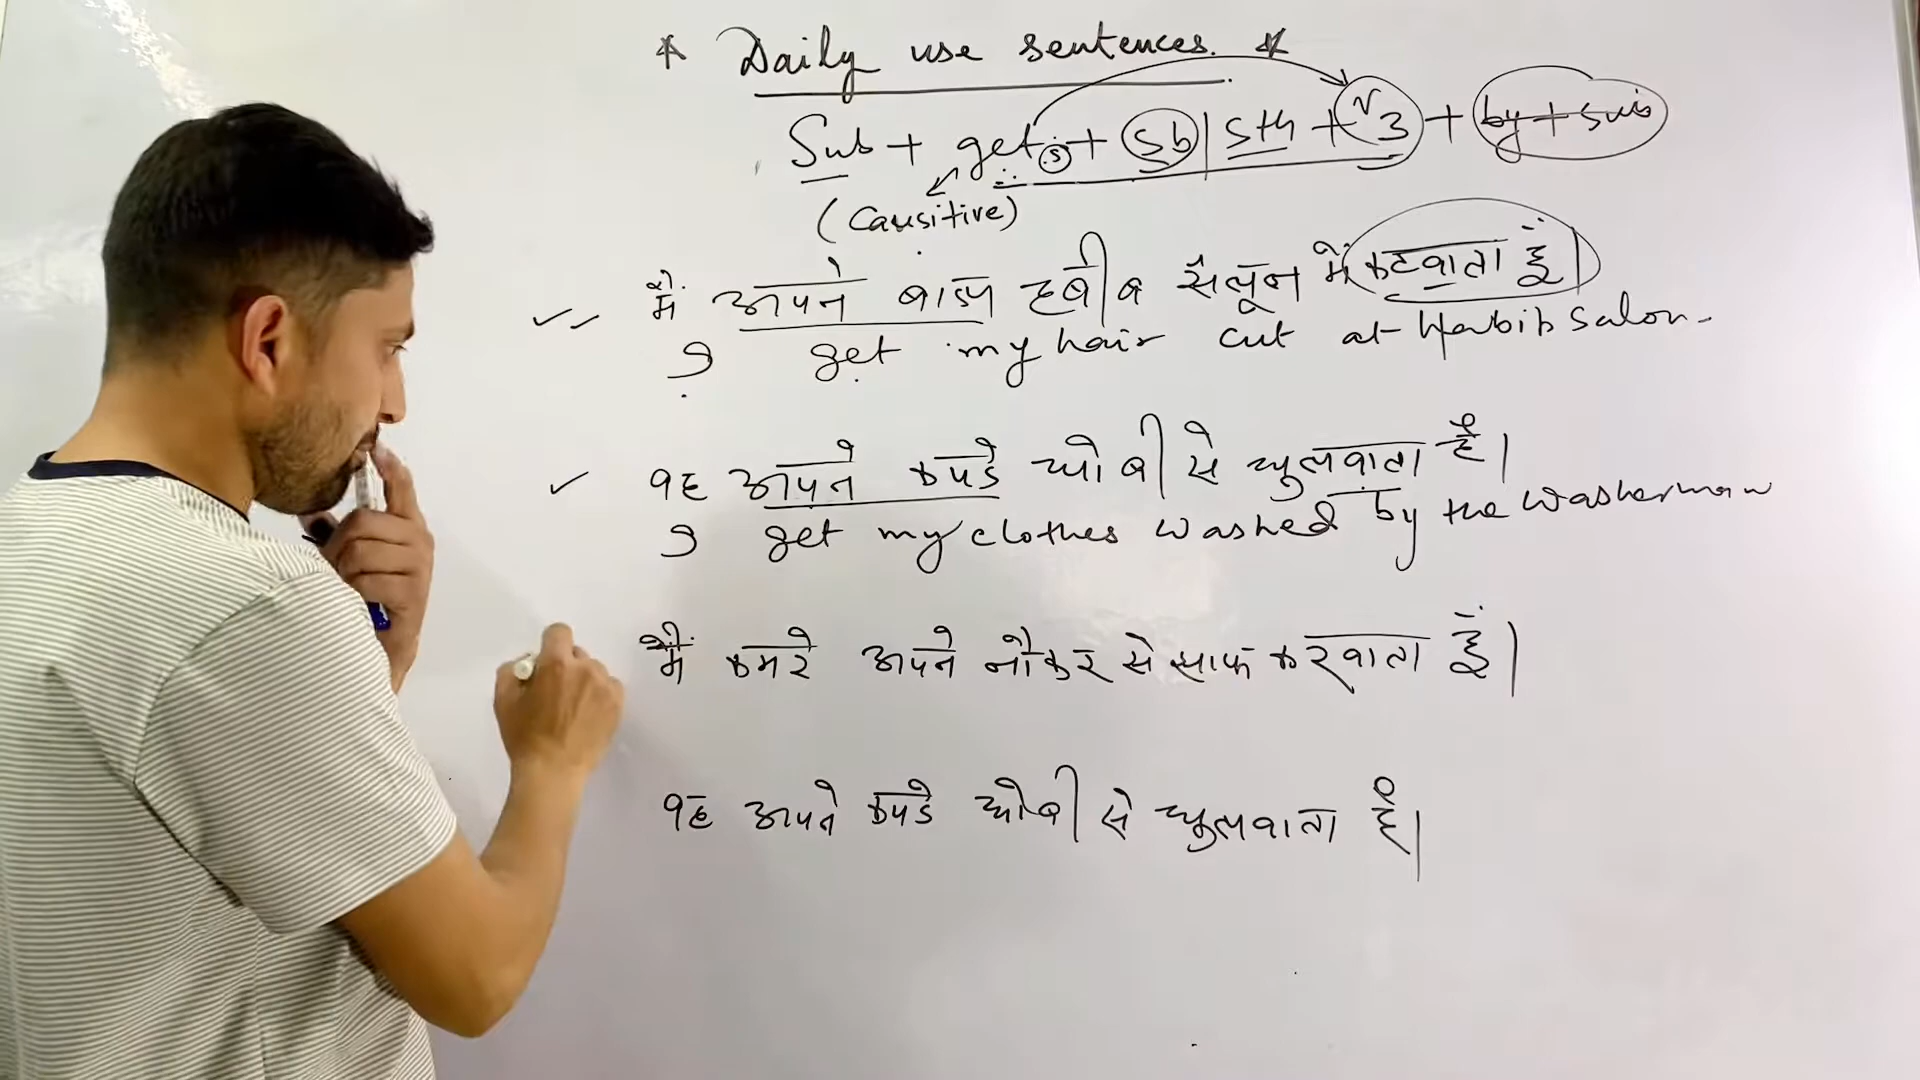 * Daily use sentences. *
Sub + get(s) + Sb | Sth + v3 + by + sub
(Causitive)
मैं अपने बाल हबीब सैलून में कटवाता हूं।
I get my hair cut at Habib Salon.
वह अपने कपडे धोबी से धुलवाता है।
I get my clothes washed by the washerman
मैं कमरे अपने नौकर से साफ करवाता हूं।
वह अपने कपडे धोबी से धुलवाता है।